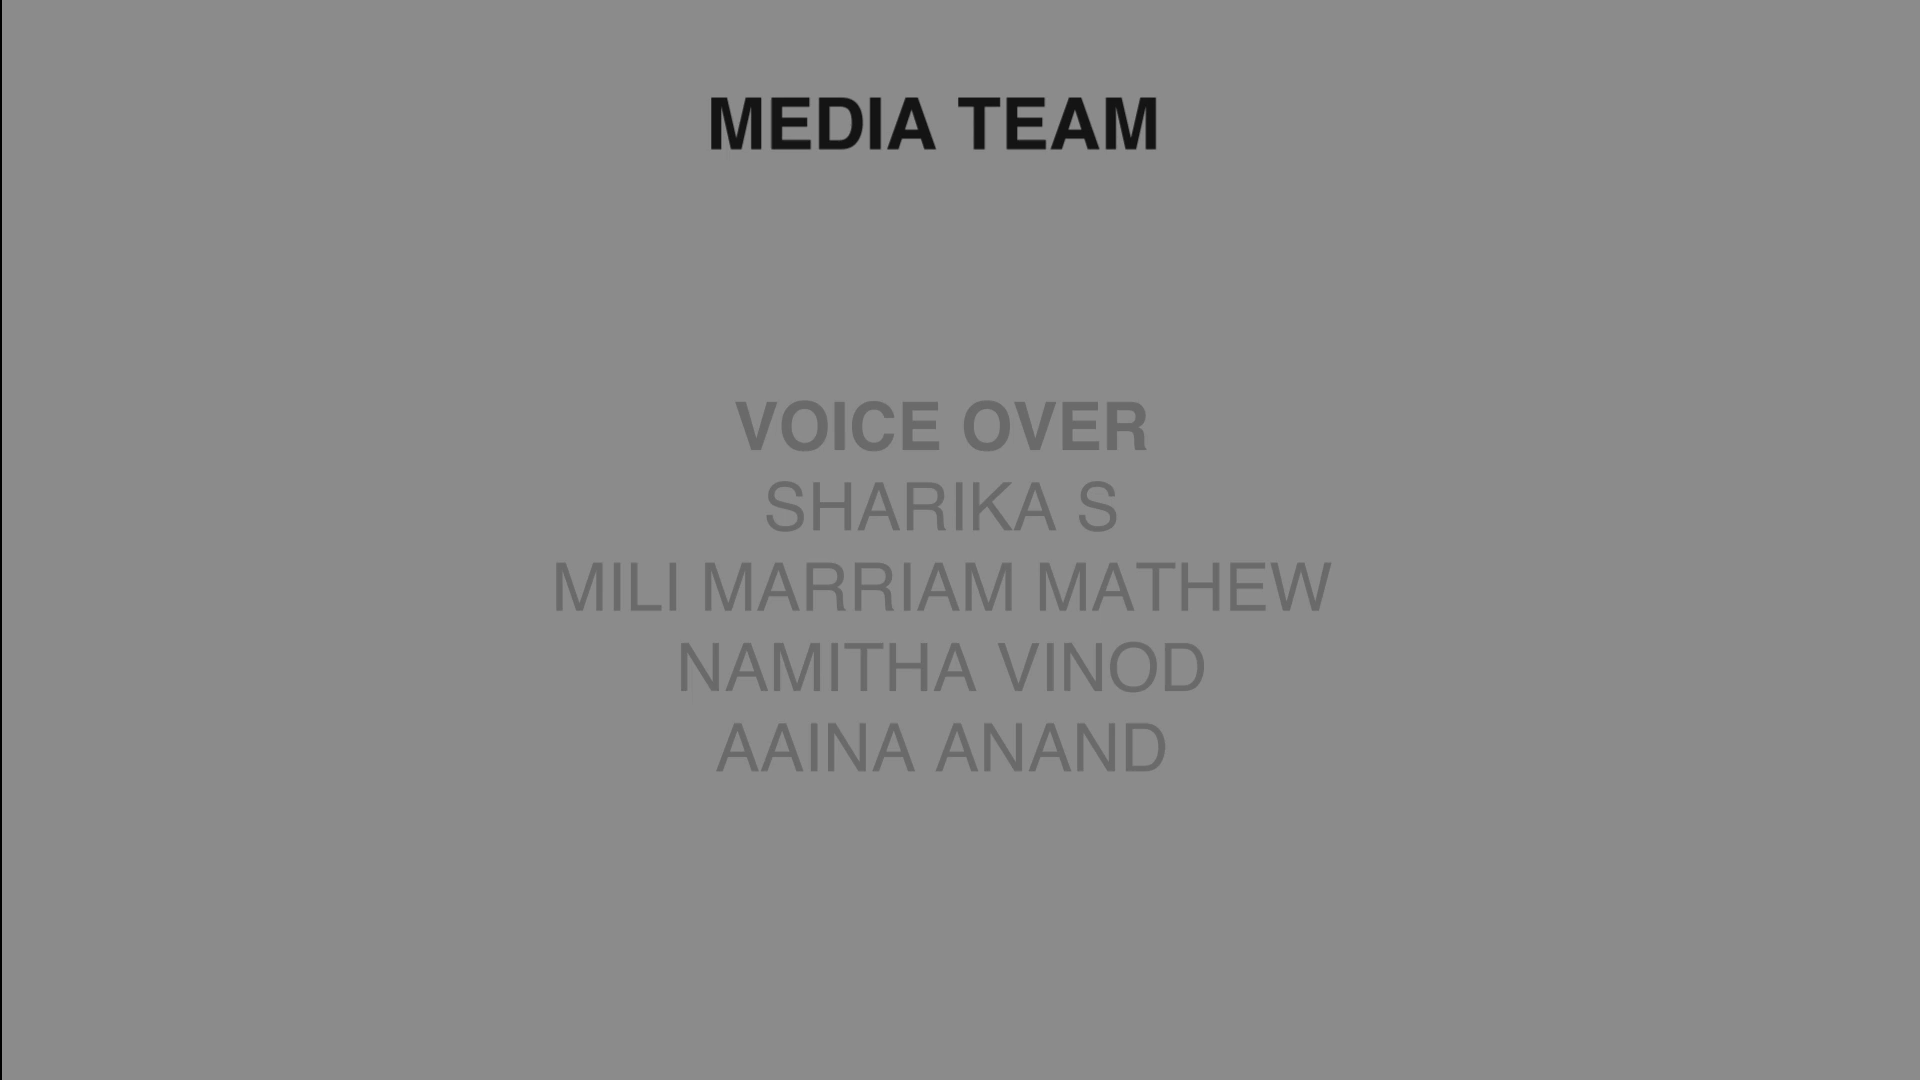 MEDIA TEAM
VOICE OVER
SHARIKA S
MILI MARRIAM MATHEW
NAMITHA VINOD
AAINA ANAND